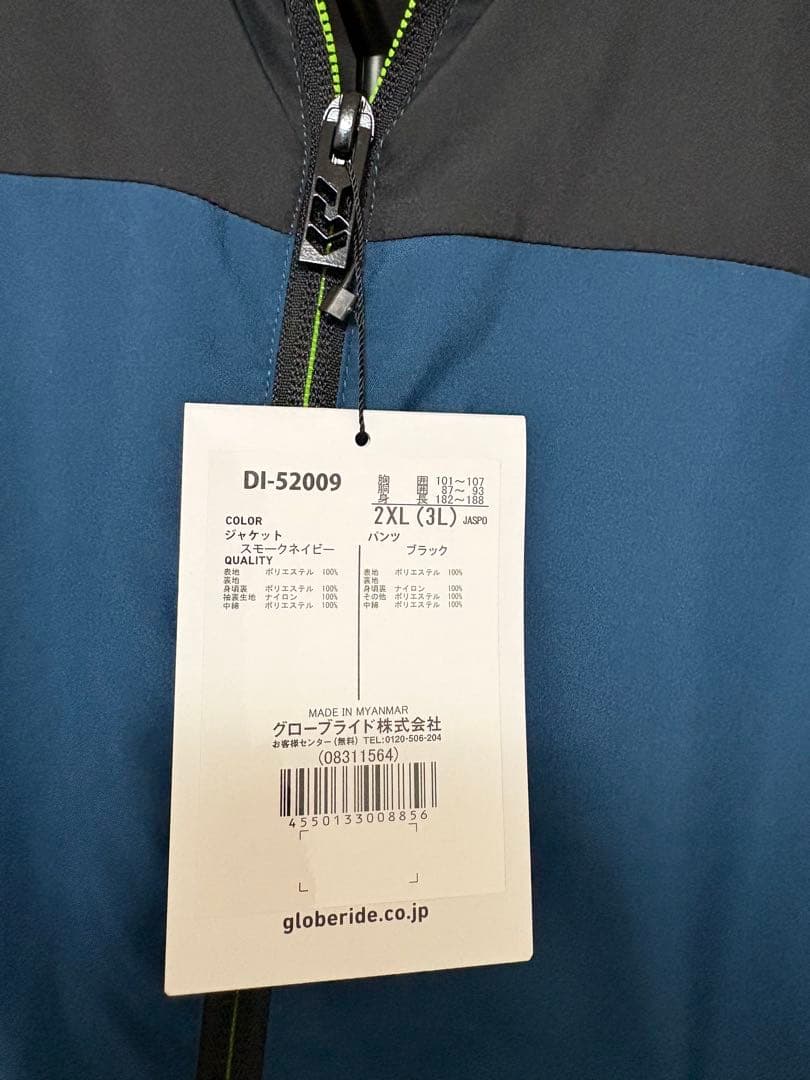 DI-52009
胸 囲 101〜107
胴 囲 87〜 93
身 長 182〜188
2XL (3L) JASPO
COLOR
ジャケット
スモークネイビー
パンツ
ブラック
QUALITY
表地 ポリエステル 100%
裏地
身頃裏 ポリエステル 100%
袖裏生地 ナイロン 100%
中綿 ポリエステル 100%
表地 ポリエステル 100%
裏地
身頃裏 ナイロン 100%
その他 ポリエステル 100%
中綿 ポリエステル 100%
MADE IN MYANMAR
グローブライド株式会社
お客様センター(無料) TEL:0120-506-204
(08311564)
4550133008856
globeride.co.jp